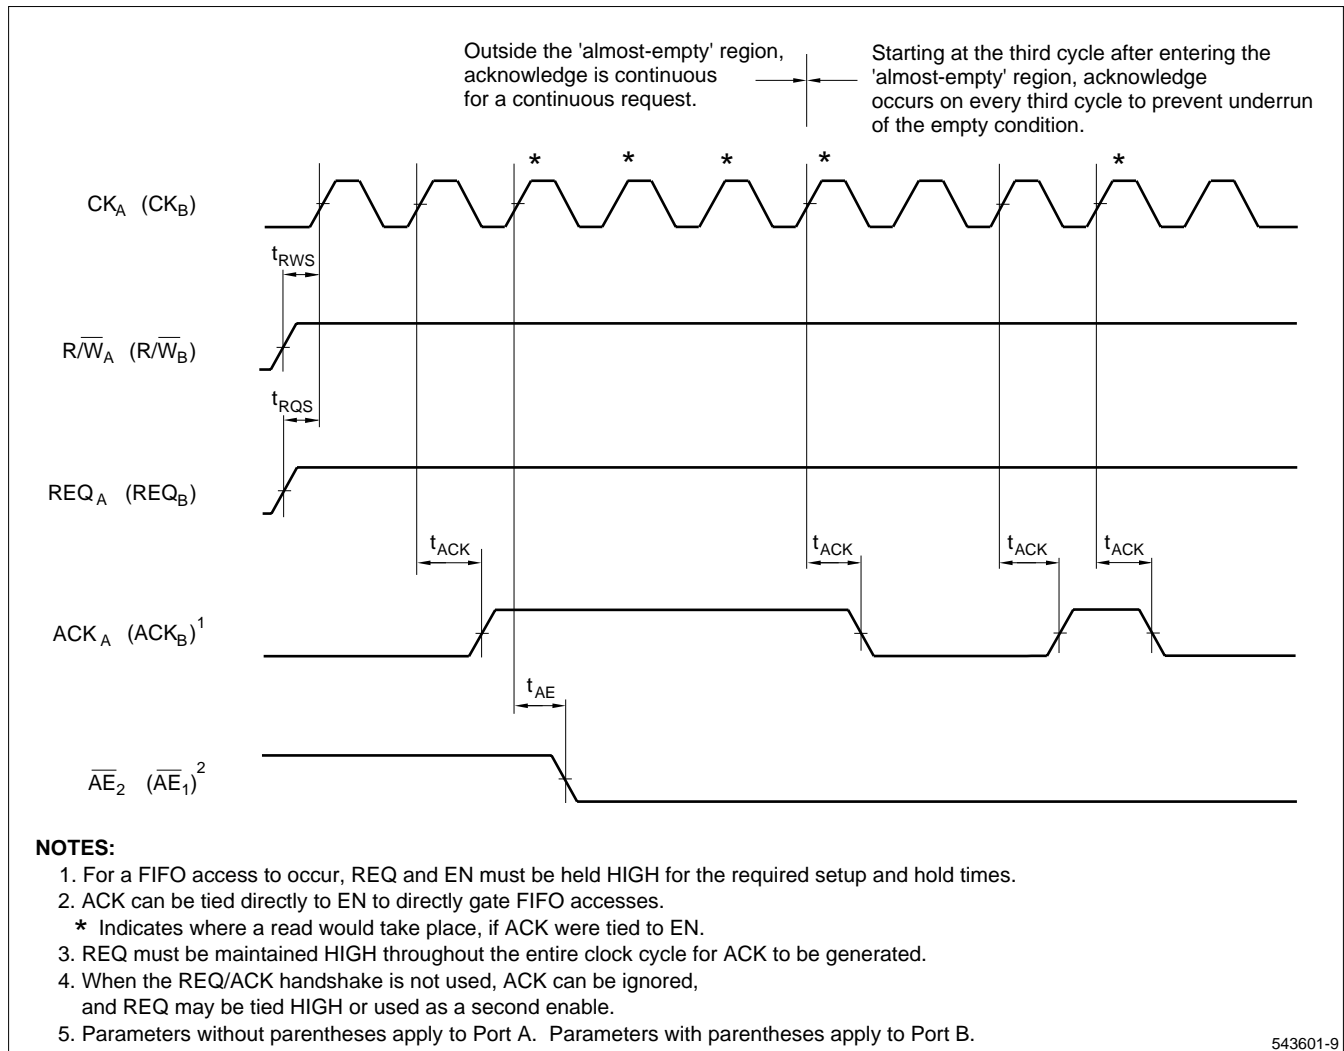 Outside the 'almost-empty' region,
acknowledge is continuous
for a continuous request.
Starting at the third cycle after entering the
'almost-empty' region, acknowledge
occurs on every third cycle to prevent underrun
of the empty condition.
* * * * *
CKA (CKB)
tRWS
R/W̅A (R/W̅B)
tRQS
REQA (REQB)
tACK tACK tACK tACK
ACKA (ACKB)1
tAE
A̅E̅2 (A̅E̅1)2
NOTES:
1. For a FIFO access to occur, REQ and EN must be held HIGH for the required setup and hold times.
2. ACK can be tied directly to EN to directly gate FIFO accesses.
* Indicates where a read would take place, if ACK were tied to EN.
3. REQ must be maintained HIGH throughout the entire clock cycle for ACK to be generated.
4. When the REQ/ACK handshake is not used, ACK can be ignored,
and REQ may be tied HIGH or used as a second enable.
5. Parameters without parentheses apply to Port A. Parameters with parentheses apply to Port B.
543601-9